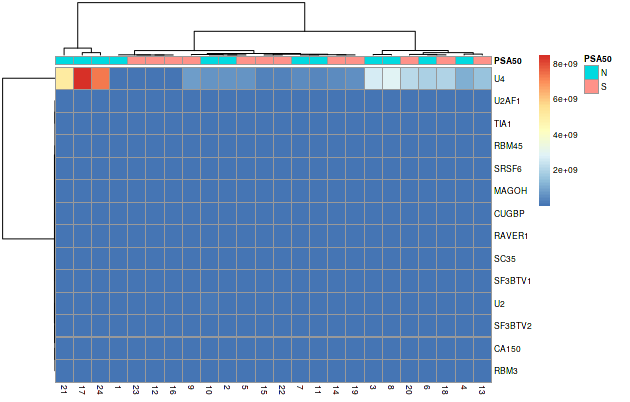 PSA50
U4
U2AF1
TIA1
RBM45
SRSF6
MAGOH
CUGBP
RAVER1
SC35
SF3BTV1
U2
SF3BTV2
CA150
RBM3
21 17 24 1 23 12 16 9 10 2 5 15 22 7 11 14 19 3 8 20 6 18 4 13
8e+09
6e+09
4e+09
2e+09
PSA50
N
S